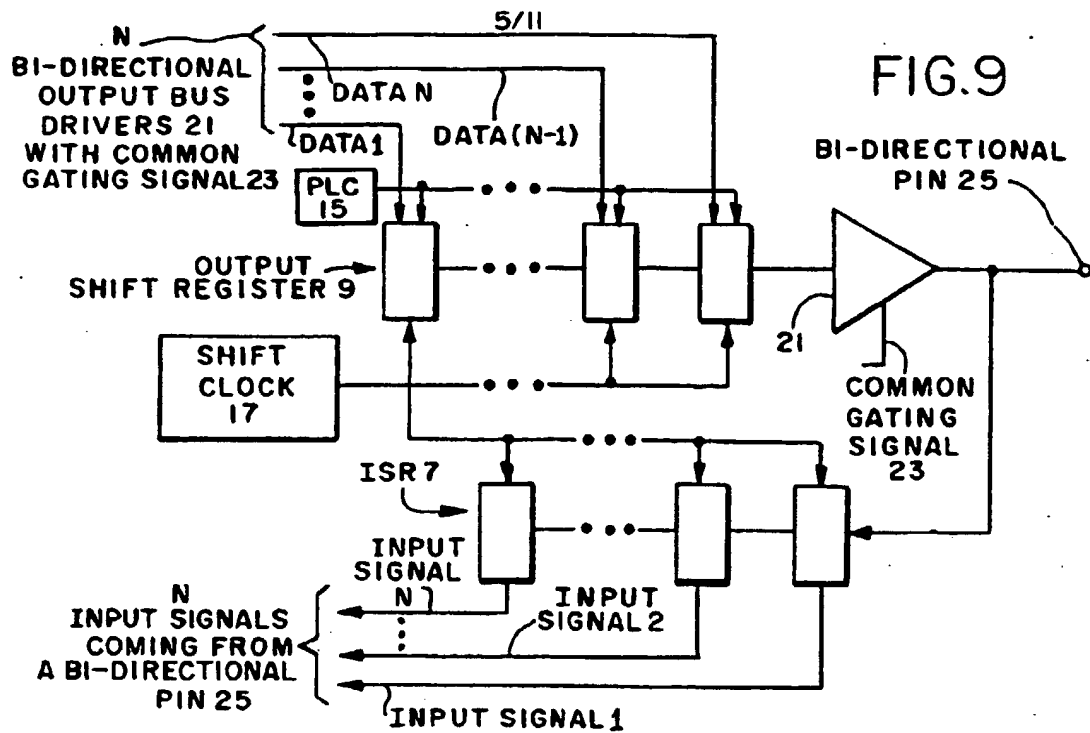 5/11
FIG.9
N
BI-DIRECTIONAL
OUTPUT BUS
DRIVERS 21
WITH COMMON
GATING SIGNAL 23
DATA N
DATA (N-1)
DATA 1
BI-DIRECTIONAL
PIN 25
PLC
15
OUTPUT
SHIFT REGISTER 9
21
SHIFT
CLOCK
17
COMMON
GATING
SIGNAL
23
ISR 7
INPUT
SIGNAL
N
INPUT
SIGNAL 2
N
INPUT SIGNALS
COMING FROM
A BI-DIRECTIONAL
PIN 25
INPUT SIGNAL 1